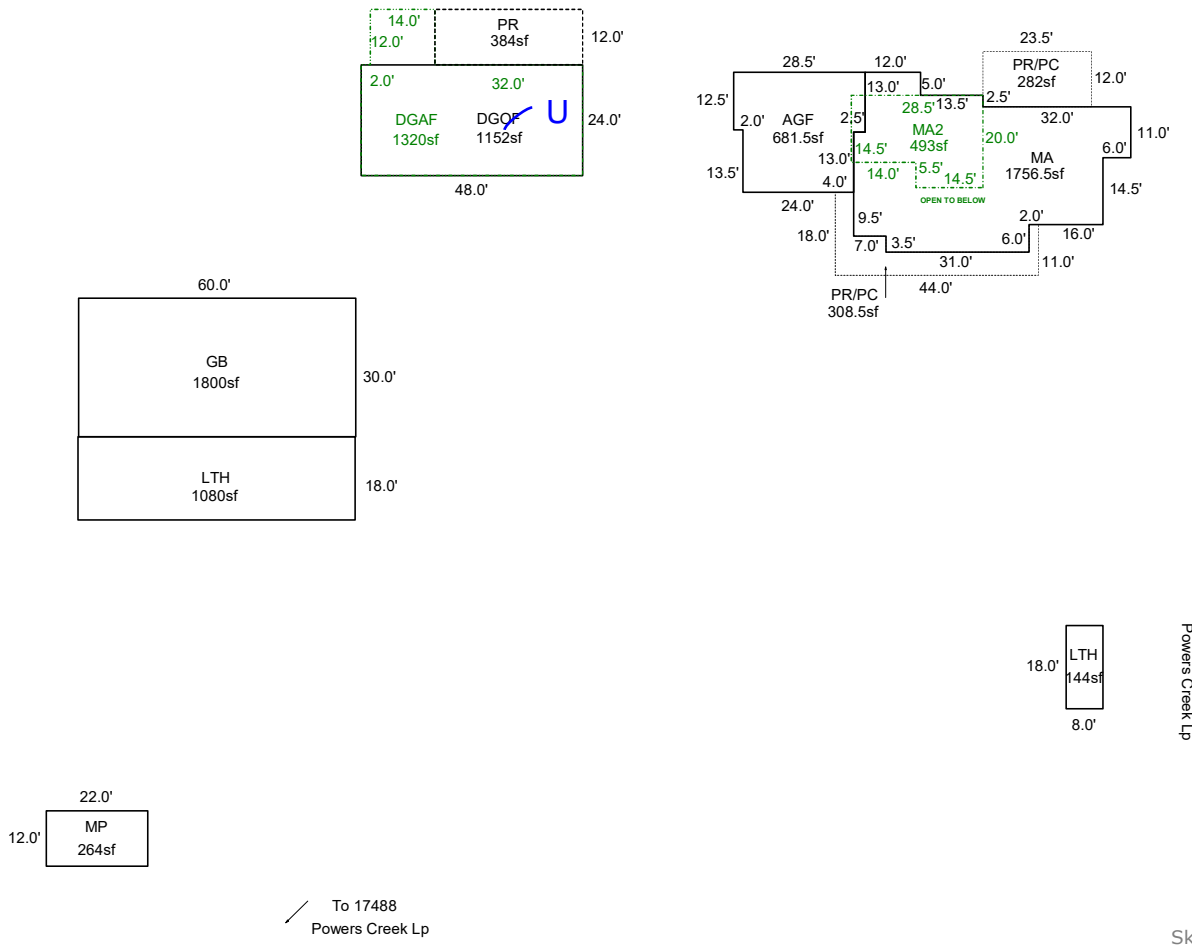 14.0'
12.0'
PR
384sf
12.0'
2.0'
32.0'
DGAF
1320sf
DGOF
1152sf
U
24.0'
48.0'
23.5'
PR/PC
282sf
12.0'
28.5'
12.0'
13.0'
5.0'
2.5'
12.5'
28.5'
13.5'
32.0'
AGF
681.5sf
2.0'
2.5'
MA2
493sf
20.0'
11.0'
MA
1756.5sf
6.0'
13.0'
14.5'
13.5'
4.0'
14.0'
5.5'
14.5'
14.5'
OPEN TO BELOW
24.0'
9.5'
2.0'
16.0'
18.0'
7.0'
3.5'
6.0'
31.0'
11.0'
44.0'
PR/PC
308.5sf
60.0'
GB
1800sf
30.0'
LTH
1080sf
18.0'
18.0'
LTH
144sf
8.0'
Powers Creek Lp
22.0'
12.0'
MP
264sf
To 17488
Powers Creek Lp
Sk